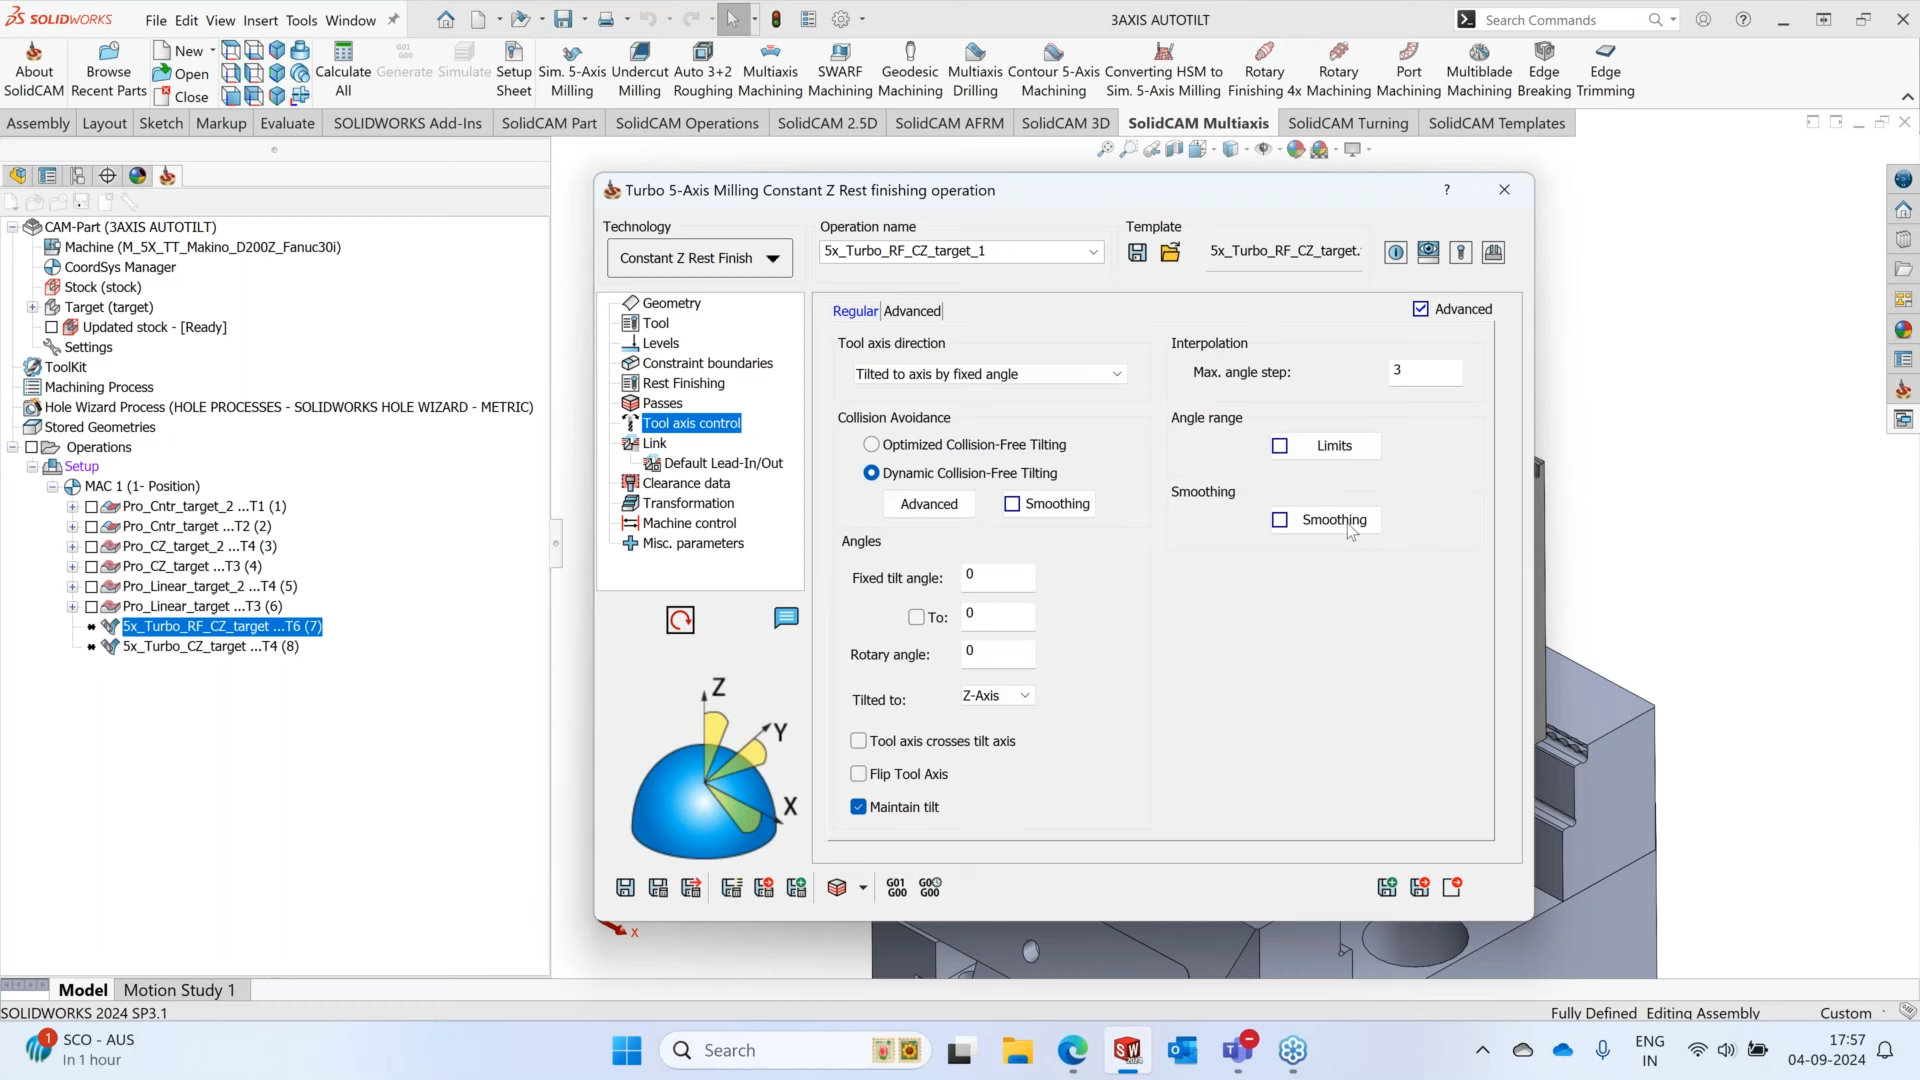 SOLIDWORKS File Edit View Insert Tools Window 3AXIS AUTOTILT Search Commands
About SolidCAM
Browse Recent Parts
New
Open
Close
Calculate All
G01 G00 Generate
Simulate
Setup Sheet
Sim. 5-Axis Milling
Undercut Milling
Auto 3+2 Roughing
Multiaxis Machining
SWARF Machining
Geodesic Machining
Multiaxis Drilling
Contour 5-Axis Machining
Converting HSM to Sim. 5-Axis Milling
Rotary Finishing 4x
Rotary Machining
Port Machining
Multiblade Machining
Edge Breaking
Edge Trimming
Assembly Layout Sketch Markup Evaluate SOLIDWORKS Add-Ins SolidCAM Part SolidCAM Operations SolidCAM 2.5D SolidCAM AFRM SolidCAM 3D SolidCAM Multiaxis SolidCAM Turning SolidCAM Templates
CAM-Part (3AXIS AUTOTILT)
Machine (M_5X_TT_Makino_D200Z_Fanuc30i)
CoordSys Manager
Stock (stock)
Target (target)
Updated stock - [Ready]
Settings
ToolKit
Machining Process
Hole Wizard Process (HOLE PROCESSES - SOLIDWORKS HOLE WIZARD - METRIC)
Stored Geometries
Operations
Setup
MAC 1 (1- Position)
Pro_Cntr_target_2 ...T1 (1)
Pro_Cntr_target ...T2 (2)
Pro_CZ_target_2 ...T4 (3)
Pro_CZ_target ...T3 (4)
Pro_Linear_target_2 ...T4 (5)
Pro_Linear_target ...T3 (6)
5x_Turbo_RF_CZ_target ...T6 (7)
5x_Turbo_CZ_target ...T4 (8)
Turbo 5-Axis Milling Constant Z Rest finishing operation
Technology
Constant Z Rest Finish
Operation name
5x_Turbo_RF_CZ_target_1
Template
5x_Turbo_RF_CZ_target.
Geometry
Tool
Levels
Constraint boundaries
Rest Finishing
Passes
Tool axis control
Link
Default Lead-In/Out
Clearance data
Transformation
Machine control
Misc. parameters
Z
Y
X
Regular Advanced
Advanced
Tool axis direction
Tilted to axis by fixed angle
Collision Avoidance
Optimized Collision-Free Tilting
Dynamic Collision-Free Tilting
Advanced Smoothing
Angles
Fixed tilt angle: 0
To: 0
Rotary angle: 0
Tilted to: Z-Axis
Tool axis crosses tilt axis
Flip Tool Axis
Maintain tilt
Interpolation
Max. angle step: 3
Angle range
Limits
Smoothing
Smoothing
G01 G00
G00
X
Model Motion Study 1
SOLIDWORKS 2024 SP3.1 Fully Defined Editing Assembly Custom
1
SCO - AUS
In 1 hour
Search
SW
2024
ENG
IN
17:57
04-09-2024